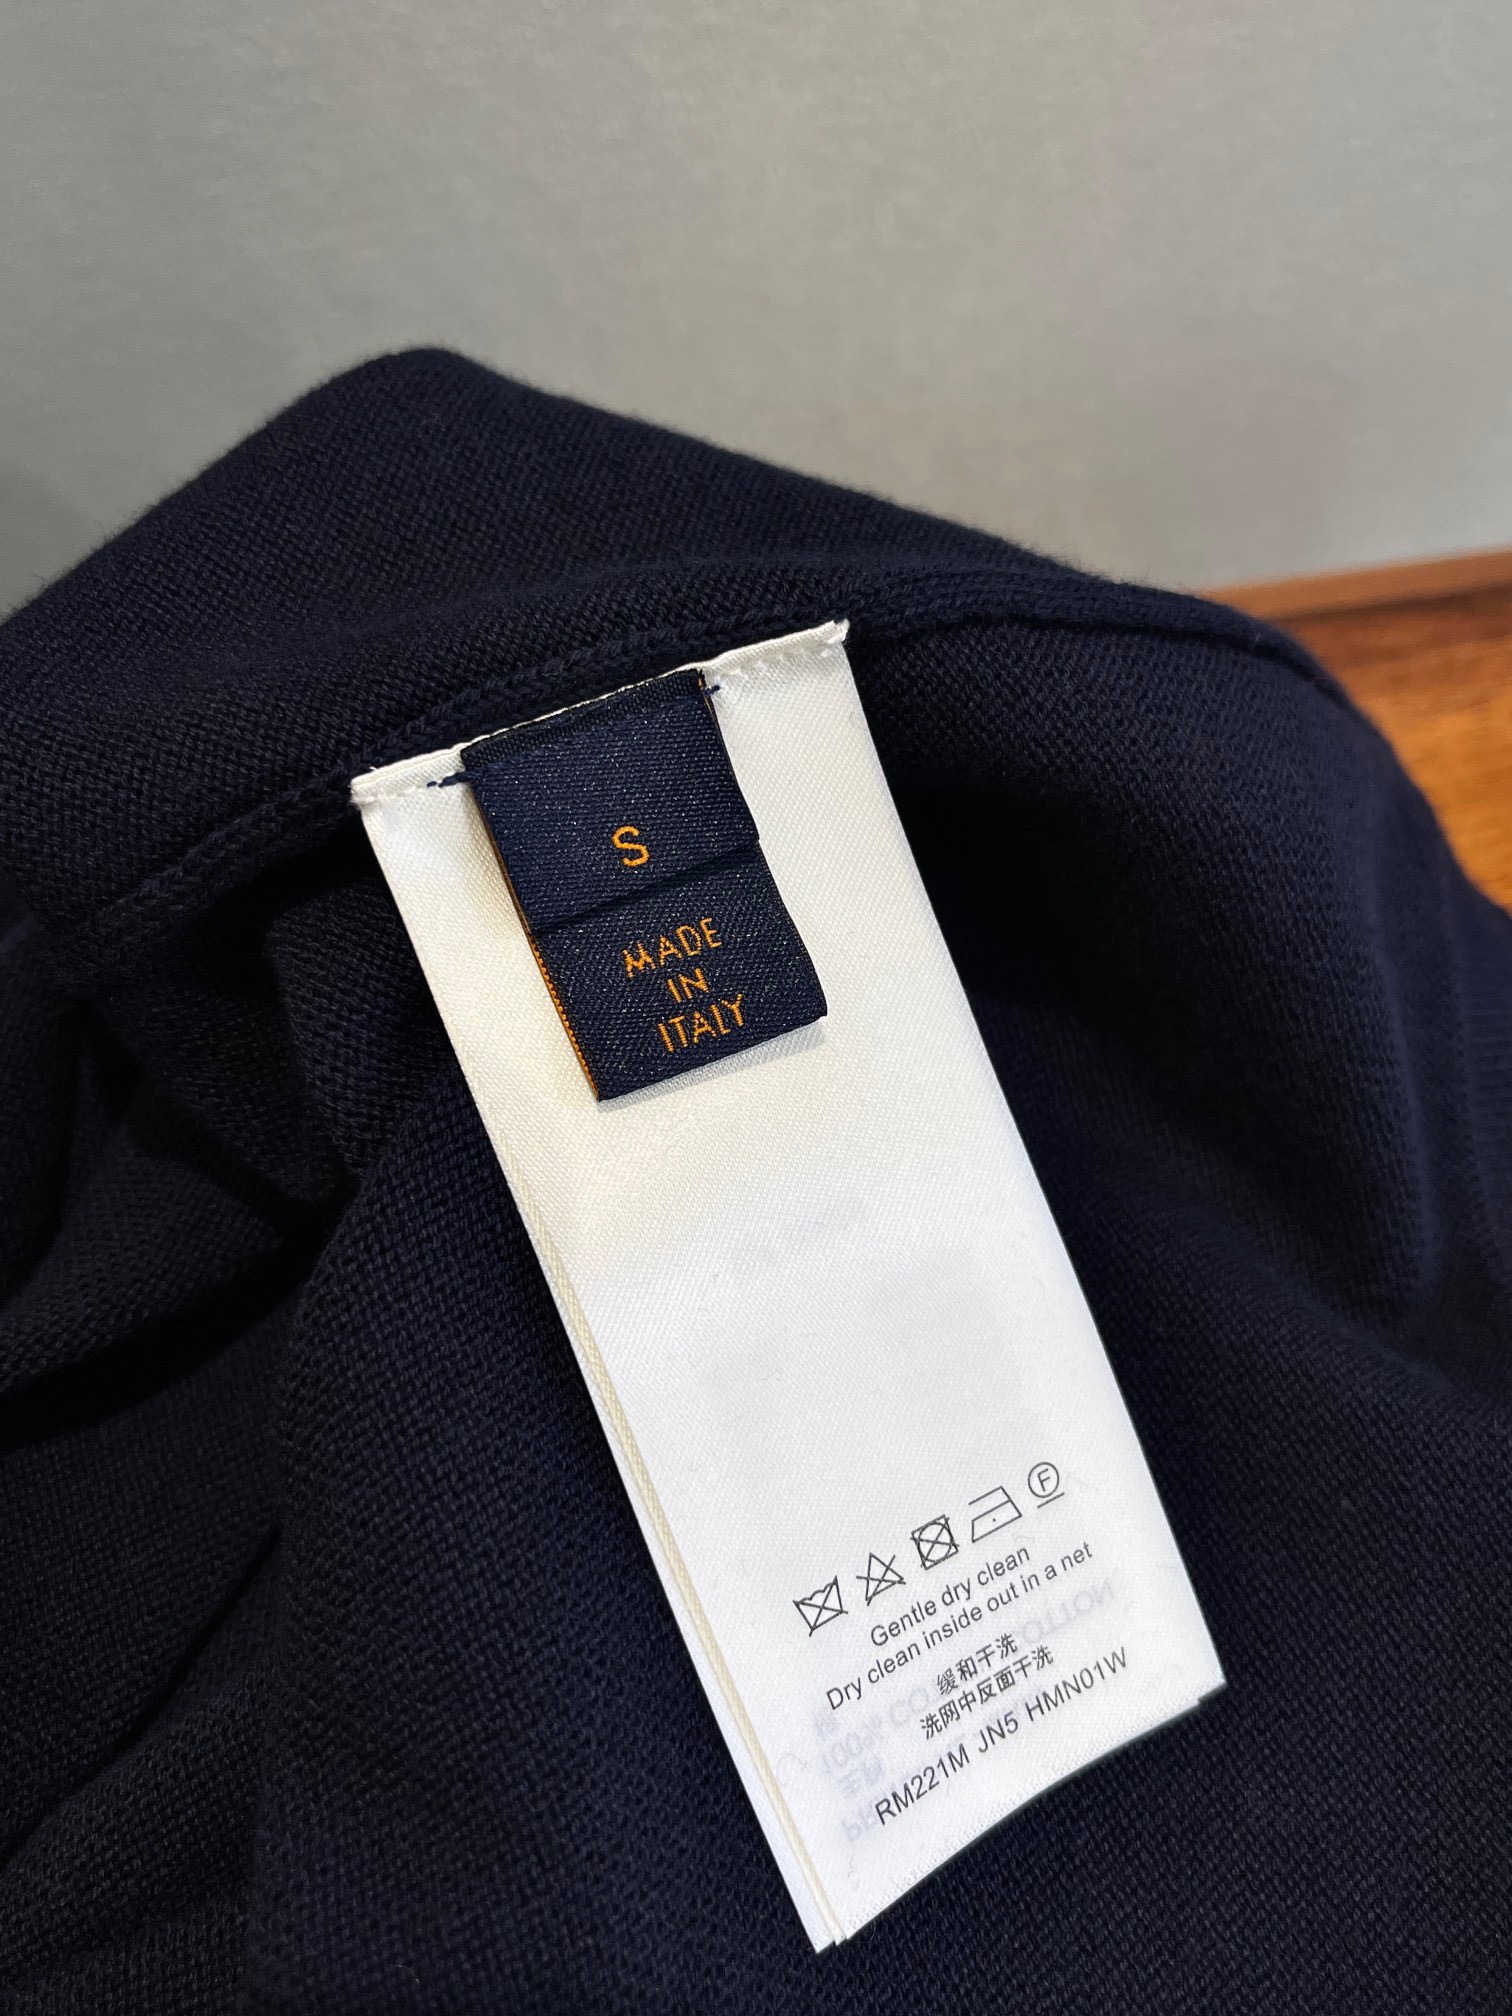 S
MADE
IN
ITALY
F
Gentle dry clean
Dry clean inside out in a net
缓和干洗
洗网中反面干洗
RM221M JN5 HMN01W